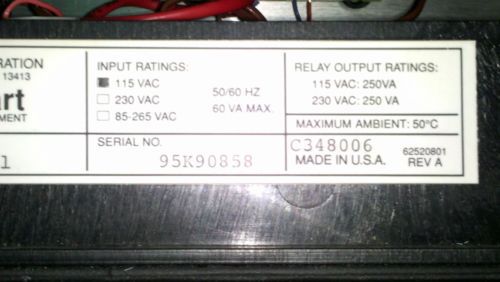 RATION
13413
art
MENT
1
INPUT RATINGS:
115 VAC
230 VAC
85-265 VAC
50/60 HZ
60 VA MAX.
SERIAL NO.
95K90858
RELAY OUTPUT RATINGS:
115 VAC: 250VA
230 VAC: 250 VA
MAXIMUM AMBIENT: 50°C
C348006
MADE IN U.S.A.
62520801
REV A